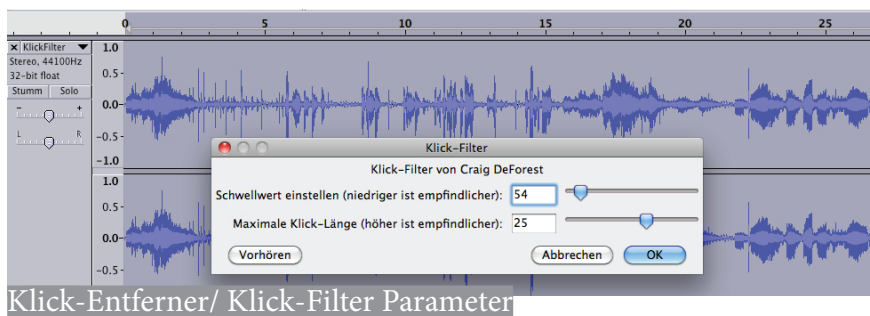 0 5 10 15 20 25
× KlickFilter ▼ 1.0
Stereo, 44100Hz
32-bit float 0.5-
Stumm Solo
- + 0.0-
L R -0.5-
-1.0
Klick-Filter
Klick-Filter von Craig DeForest
Schwellwert einstellen (niedriger ist empfindlicher): 54
Maximale Klick-Länge (höher ist empfindlicher): 25
Vorhören Abbrechen OK
1.0
0.5-
0.0-
-0.5-
Klick-Entferner/ Klick-Filter Parameter